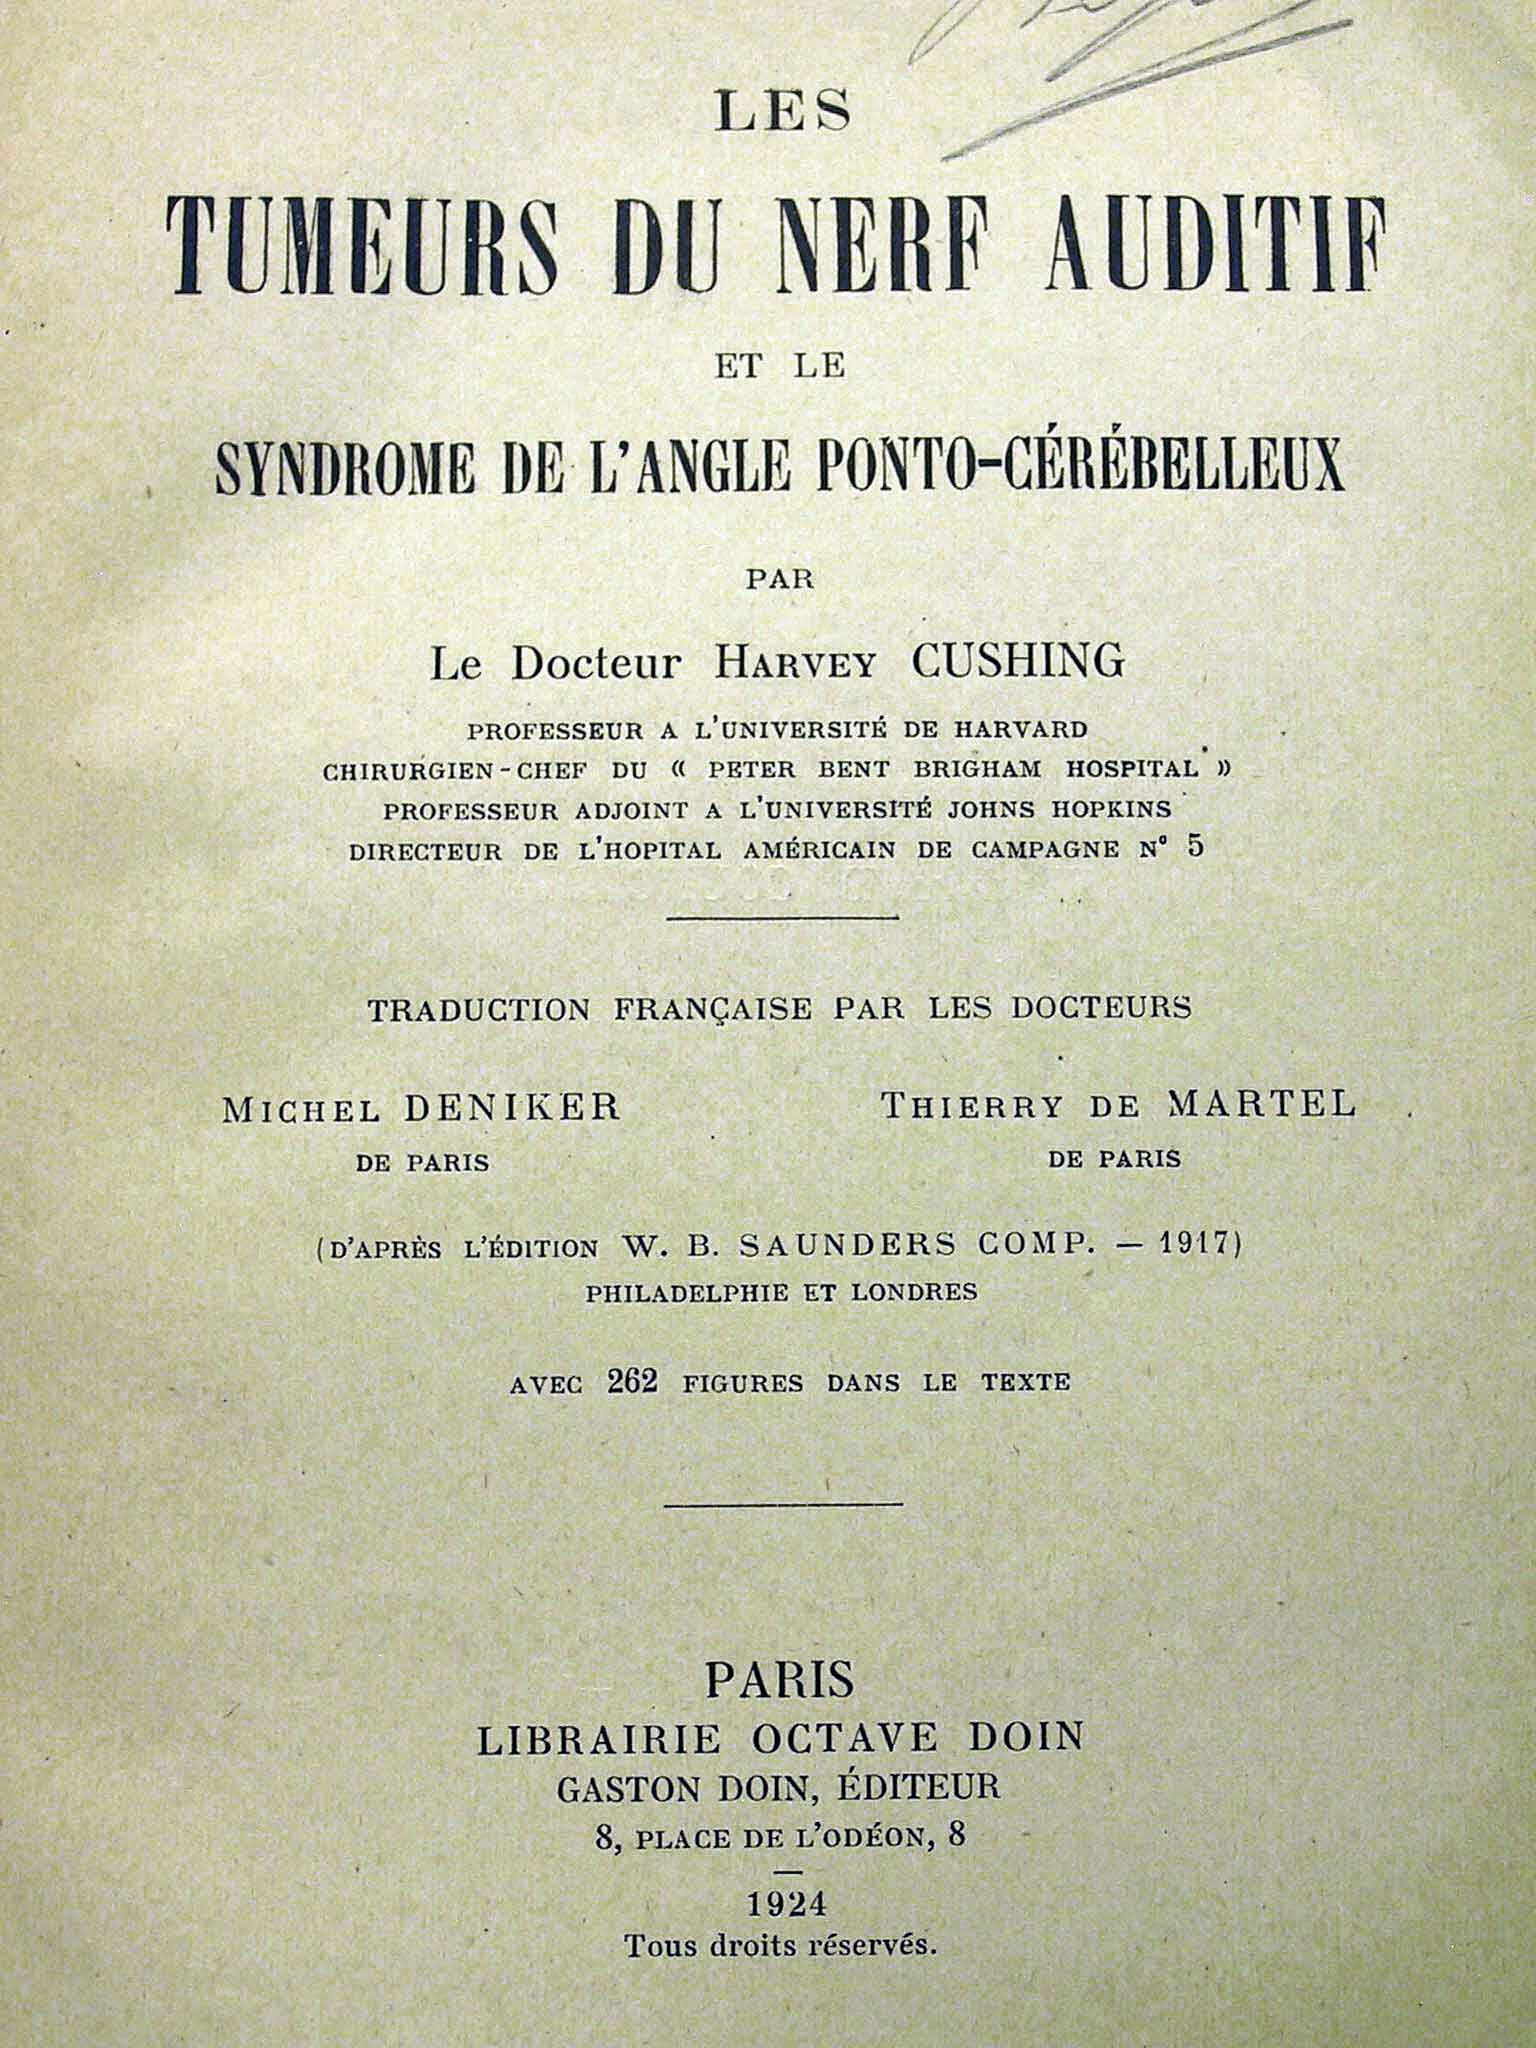 LES
TUMEURS DU NERF AUDITIF
ET LE
SYNDROME DE L'ANGLE PONTO-CÉRÉBELLEUX
PAR
Le Docteur HARVEY CUSHING
PROFESSEUR A L'UNIVERSITÉ DE HARVARD
CHIRURGIEN-CHEF DU « PETER BENT BRIGHAM HOSPITAL »
PROFESSEUR ADJOINT A L'UNIVERSITÉ JOHNS HOPKINS
DIRECTEUR DE L'HOPITAL AMÉRICAIN DE CAMPAGNE N° 5
TRADUCTION FRANÇAISE PAR LES DOCTEURS
MICHEL DENIKER THIERRY DE MARTEL
DE PARIS DE PARIS
(D'APRÈS L'ÉDITION W. B. SAUNDERS COMP. — 1917)
PHILADELPHIE ET LONDRES
AVEC 262 FIGURES DANS LE TEXTE
PARIS
LIBRAIRIE OCTAVE DOIN
GASTON DOIN, ÉDITEUR
8, PLACE DE L'ODÉON, 8
1924
Tous droits réservés.